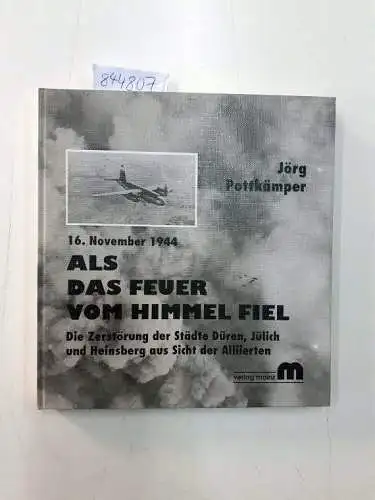 844807
Jörg
Pottkämper
16. November 1944
ALS
DAS FEUER
VOM HIMMEL FIEL
Die Zerstörung der Städte Düren, Jülich
und Heinsberg aus Sicht der Alliierten
verlag mainz
m